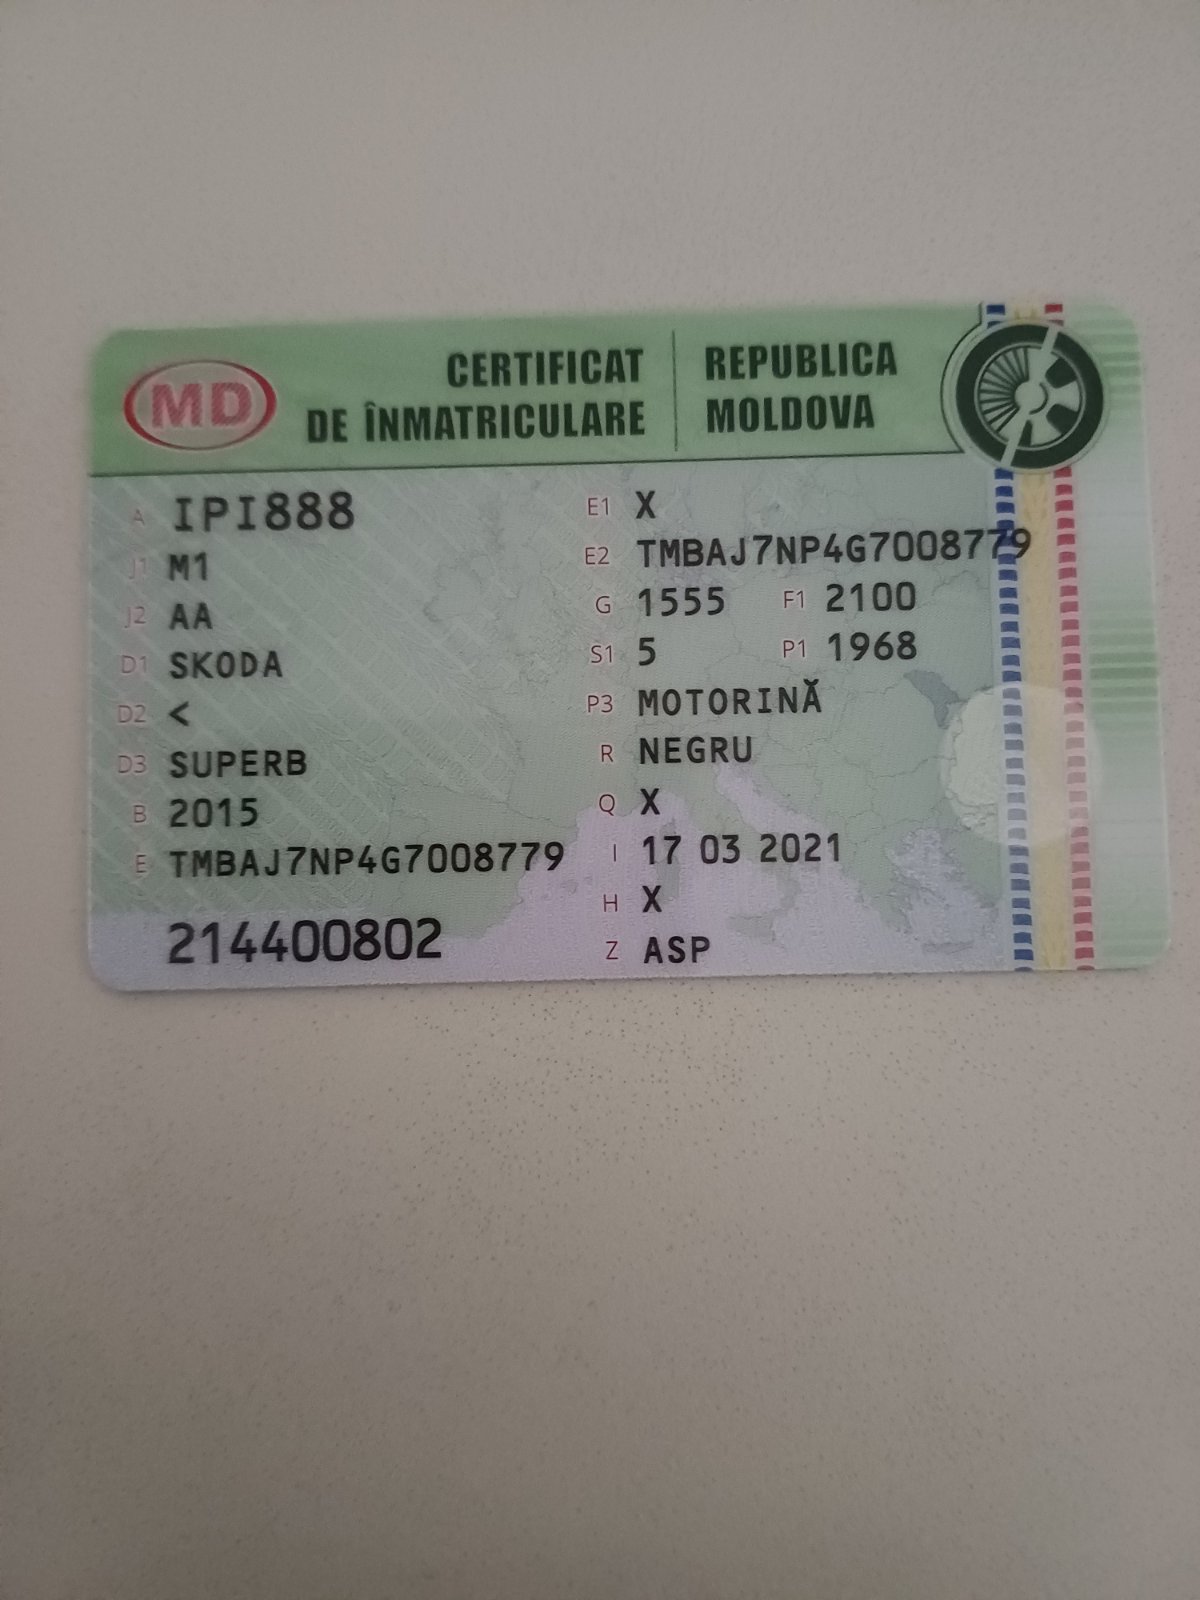 MD
CERTIFICAT
DE ÎNMATRICULARE
REPUBLICA
MOLDOVA
A IPI888
J1 M1
J2 AA
D1 SKODA
D2 <
D3 SUPERB
B 2015
E TMBAJ7NP4G7008779
214400802
E1 X
E2 TMBAJ7NP4G7008779
G 1555 F1 2100
S1 5 P1 1968
P3 MOTORINĂ
R NEGRU
Q X
I 17 03 2021
H X
Z ASP